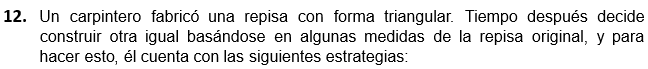 12. Un carpintero fabricó una repisa con forma triangular. Tiempo después decide
construir otra igual basándose en algunas medidas de la repisa original, y para
hacer esto, él cuenta con las siguientes estrategias: